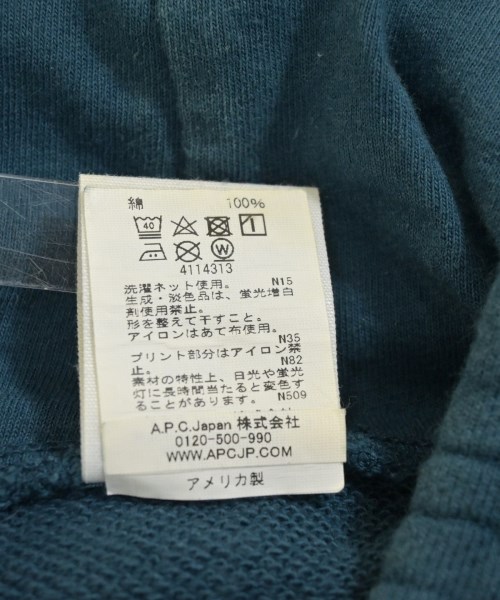 綿 100%
40
W
4114313
洗濯ネット使用。 N15
生成・淡色品は、蛍光増白
剤使用禁止。
形を整えて干すこと。
アイロンはあて布使用。
N35
プリント部分はアイロン禁
止。 N82
素材の特性上、日光や蛍光
灯に長時間当たると変色す
ることがあります。 N509
A.P.C.Japan 株式会社
0120-500-990
WWW.APCJP.COM
アメリカ製